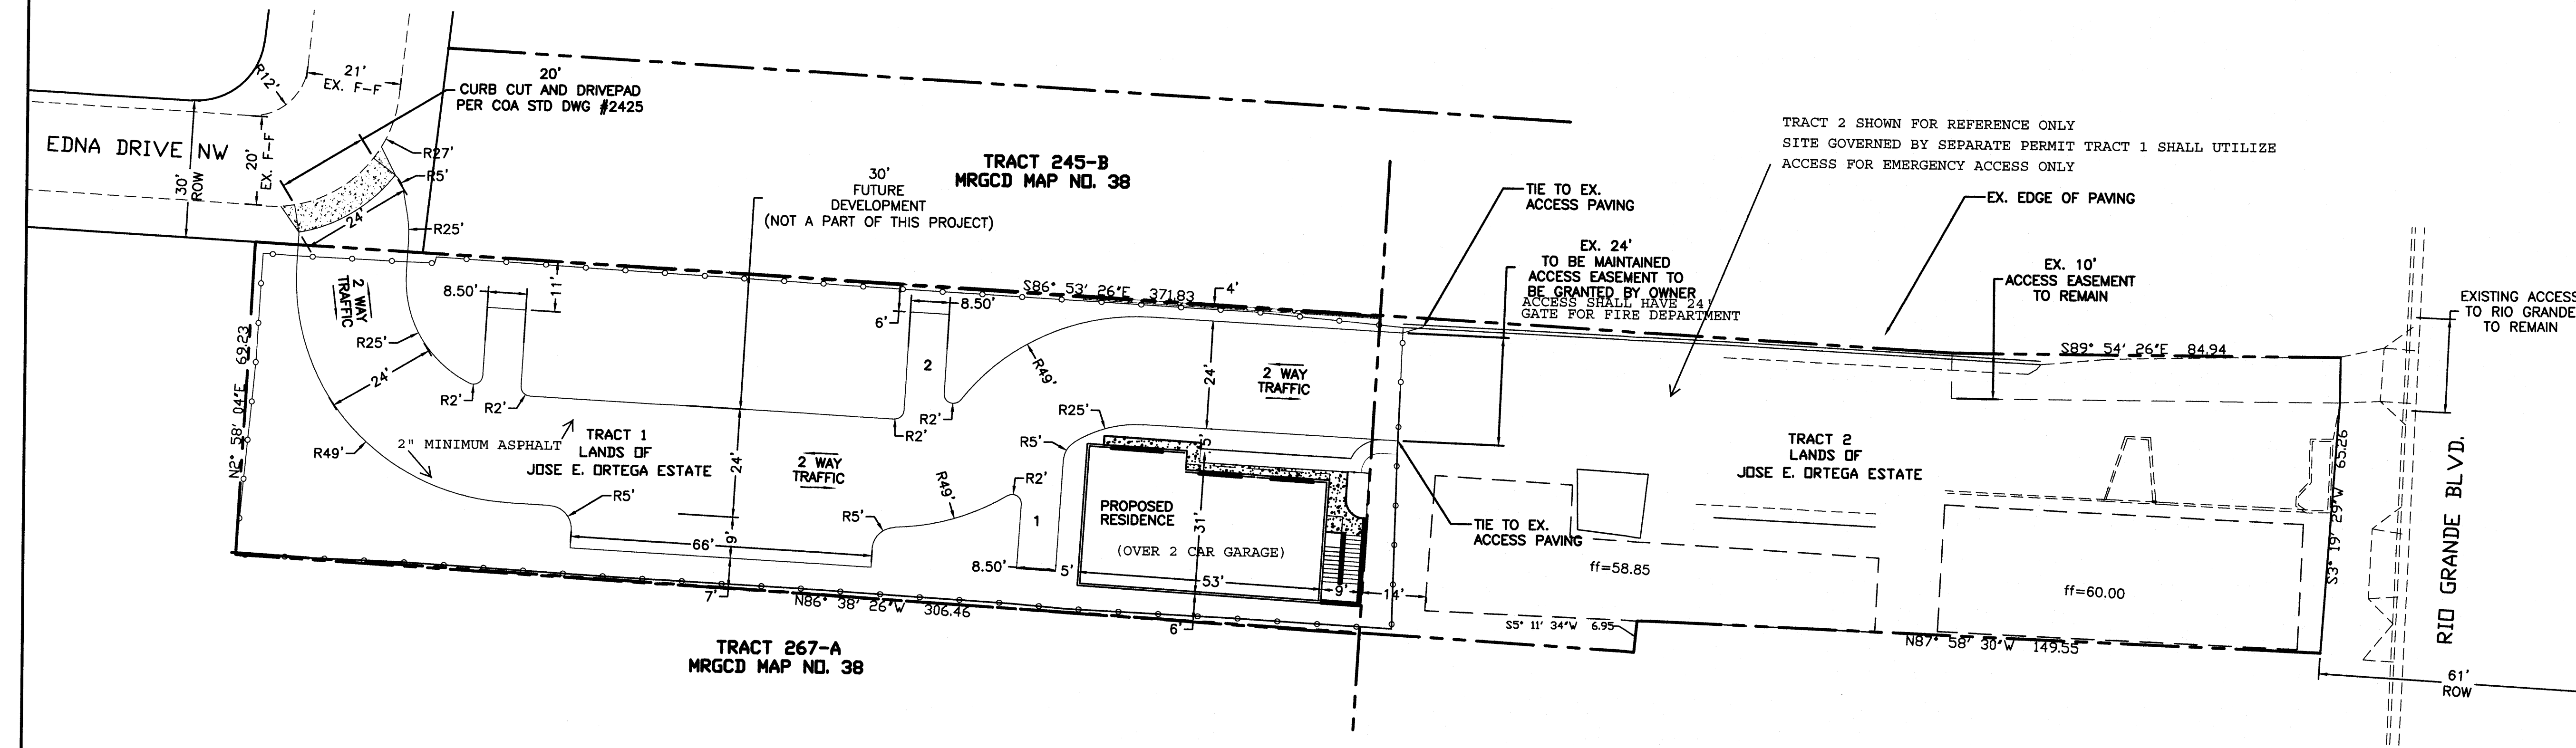 EDNA DRIVE NW
30'
ROW
20'
EX. F-F
R12'
21'
EX. F-F
20'
CURB CUT AND DRIVEPAD
PER COA STD DWG #2425
R27'
R5'
24'
R25'
2 WAY
TRAFFIC
R25'
24'
8.50'
11'
R2'
R2'
R49'
2" MINIMUM ASPHALT
TRACT 1
LANDS OF
JOSE E. ORTEGA ESTATE
N2° 58' 04"E 69.23
R5'
66'
9'
7'
24'
30'
FUTURE
DEVELOPMENT
(NOT A PART OF THIS PROJECT)
TRACT 245-B
MRGCD MAP NO. 38
S86° 53' 26"E 371.83
4'
8.50'
6'
2
R2'
R2'
R49'
24'
2 WAY
TRAFFIC
2 WAY
TRAFFIC
R5'
R49'
R2'
1
8.50'
5'
R25'
R5'
5'
PROPOSED
RESIDENCE
(OVER 2 CAR GARAGE)
31'
53'
9'
14'
6'
N86° 38' 26"W 306.46
TRACT 267-A
MRGCD MAP NO. 38
TIE TO EX.
ACCESS PAVING
EX. 24'
TO BE MAINTAINED
ACCESS EASEMENT TO
BE GRANTED BY OWNER
ACCESS SHALL HAVE 24'
GATE FOR FIRE DEPARTMENT
TIE TO EX.
ACCESS PAVING
TRACT 2 SHOWN FOR REFERENCE ONLY
SITE GOVERNED BY SEPARATE PERMIT TRACT 1 SHALL UTILIZE
ACCESS FOR EMERGENCY ACCESS ONLY
EX. EDGE OF PAVING
EX. 10'
ACCESS EASEMENT
TO REMAIN
S89° 54' 26"E 84.94
EXISTING ACCESS
TO RIO GRANDE
TO REMAIN
TRACT 2
LANDS OF
JOSE E. ORTEGA ESTATE
ff=58.85
ff=60.00
S5° 11' 34"W 6.95
N87° 58' 30"W 149.55
S3° 19' 29"W 65.26
RIO GRANDE BLVD.
61'
ROW